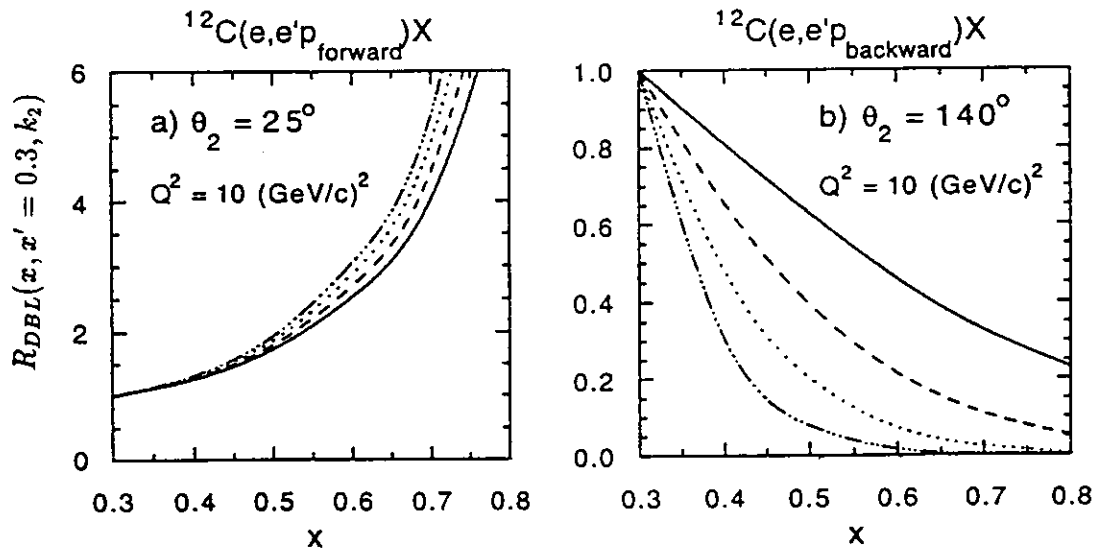 ¹²C(e,e'p_forward)X
¹²C(e,e'p_backward)X
R_DBL(x, x' = 0.3, k₂)
6
4
2
0
a) θ₂ = 25°
Q² = 10 (GeV/c)²
0.3 0.4 0.5 0.6 0.7 0.8
x
1.0
0.8
0.6
0.4
0.2
0.0
b) θ₂ = 140°
Q² = 10 (GeV/c)²
0.3 0.4 0.5 0.6 0.7 0.8
x